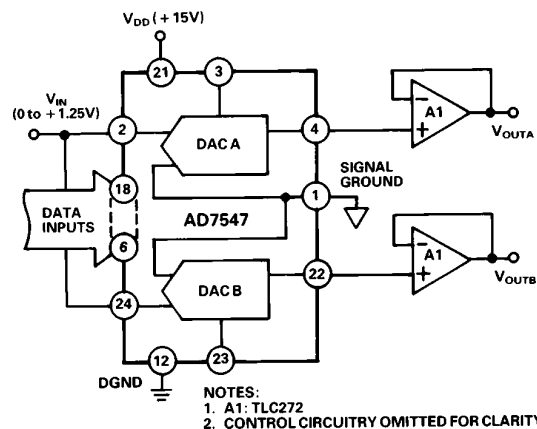 VDD (+ 15V)
21
3
VIN
(0 to + 1.25V)
2
DAC A
4
A1
VOUTA
SIGNAL
GROUND
18
1
DATA
INPUTS
AD7547
6
24
DAC B
22
A1
VOUTB
DGND
12
23
NOTES:
1. A1: TLC272
2. CONTROL CIRCUITRY OMITTED FOR CLARITY